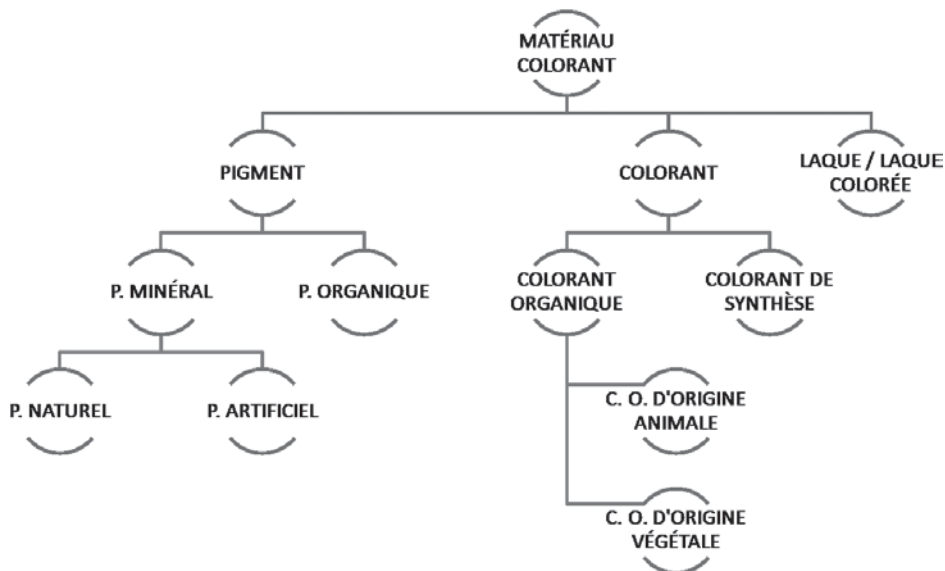 MATÉRIAU
COLORANT
PIGMENT
COLORANT
LAQUE / LAQUE
COLORÉE
P. MINÉRAL
P. ORGANIQUE
COLORANT
ORGANIQUE
COLORANT DE
SYNTHÈSE
P. NATUREL
P. ARTIFICIEL
C. O. D'ORIGINE
ANIMALE
C. O. D'ORIGINE
VÉGÉTALE